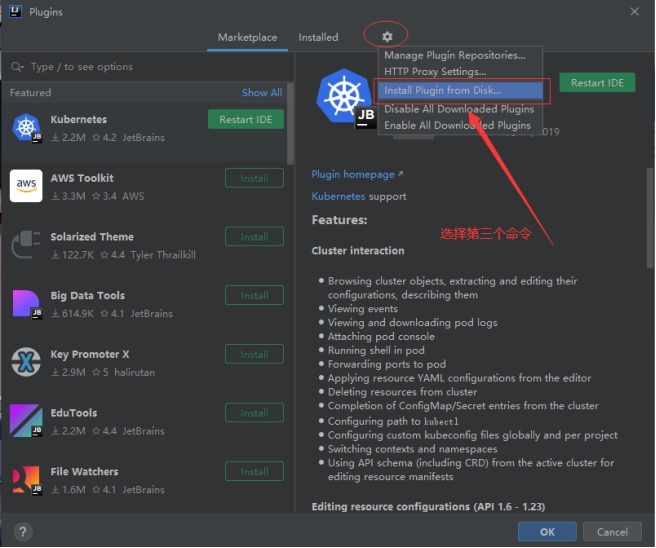 Plugins
Marketplace
Installed
Manage Plugin Repositories...
HTTP Proxy Settings...
Install Plugin from Disk...
Disable All Downloaded Plugins
Enable All Downloaded Plugins
Type / to see options
Featured
Show All
Kubernetes
2.2M 4.2 JetBrains
Restart IDE
AWS Toolkit
3.3M 3.4 AWS
Install
Solarized Theme
122.7K 4.4 Tyler Thrailkill
Install
Big Data Tools
614.9K 4.1 JetBrains
Install
Key Promoter X
2.9M 5 halirutan
Install
EduTools
2.2M 4.4 JetBrains
Install
File Watchers
1.6M 4.1 JetBrains
Install
Restart IDE
2019
Plugin homepage
Kubernetes support
Features:
选择第三个命令
Cluster interaction
Browsing cluster objects, extracting and editing their
configurations, describing them
Viewing events
Viewing and downloading pod logs
Attaching pod console
Running shell in pod
Forwarding ports to pod
Applying resource YAML configurations from the editor
Deleting resources from cluster
Completion of ConfigMap/Secret entries from the cluster
Configuring path to kubectl
Configuring custom kubeconfig files globally and per project
Switching contexts and namespaces
Using API schema (including CRD) from the active cluster for
editing resource manifests
Editing resource configurations (API 1.6 - 1.23)
?
OK
Cancel